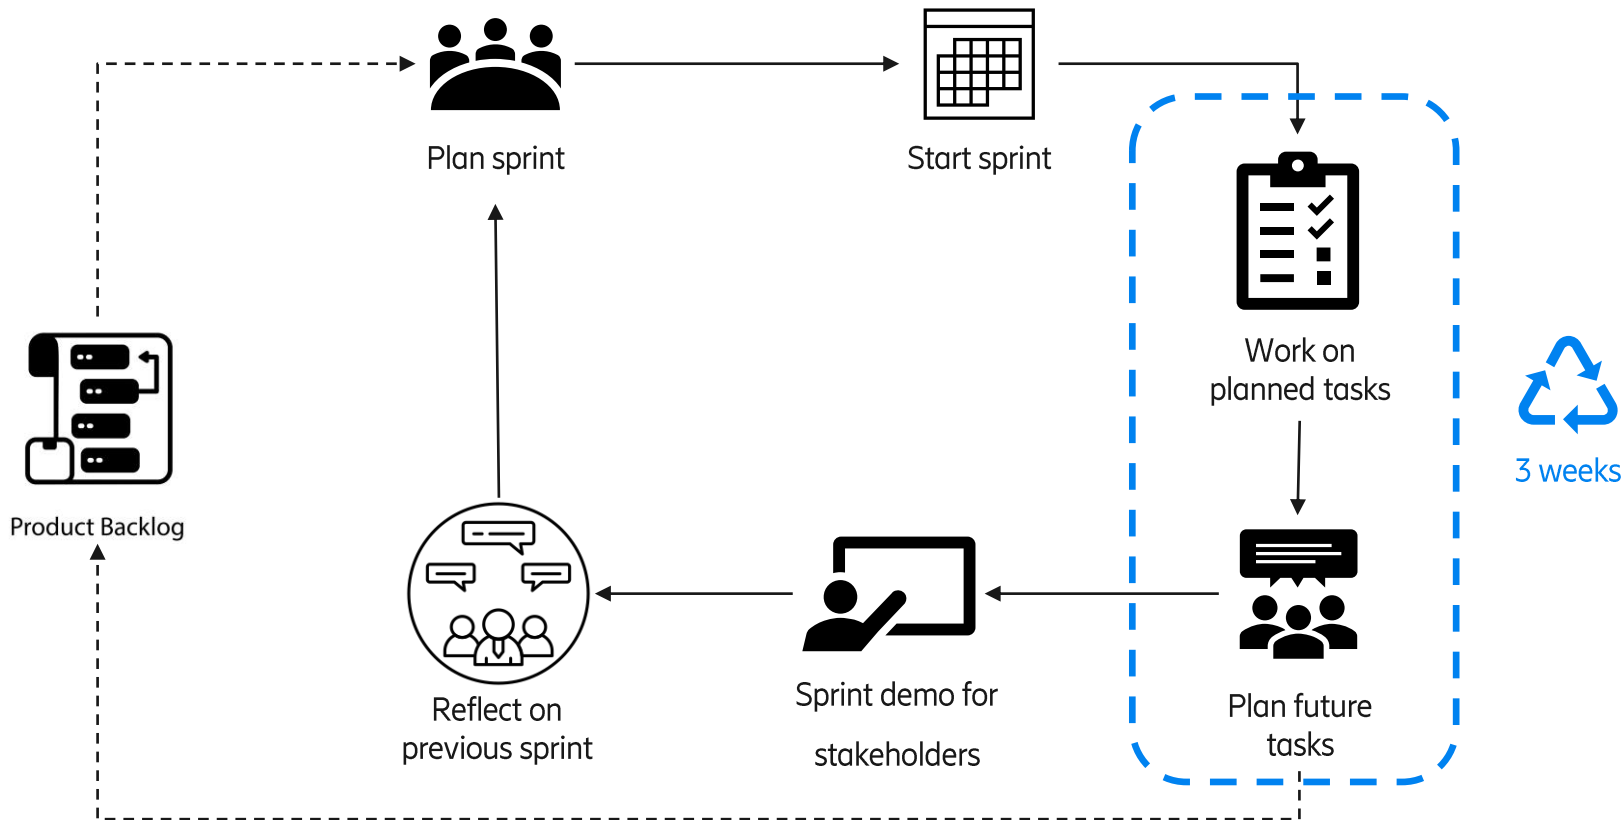 Plan sprint
Start sprint
Work on
planned tasks
3 weeks
Product Backlog
Reflect on
previous sprint
Sprint demo for
stakeholders
Plan future
tasks